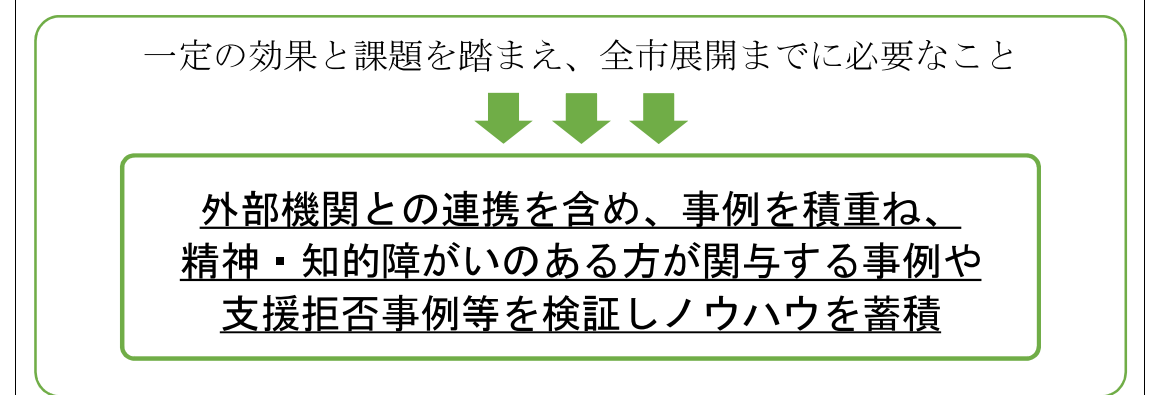 一定の効果と課題を踏まえ、全市展開までに必要なこと
外部機関との連携を含め、事例を積重ね、
精神・知的障がいのある方が関与する事例や
支援拒否事例等を検証しノウハウを蓄積